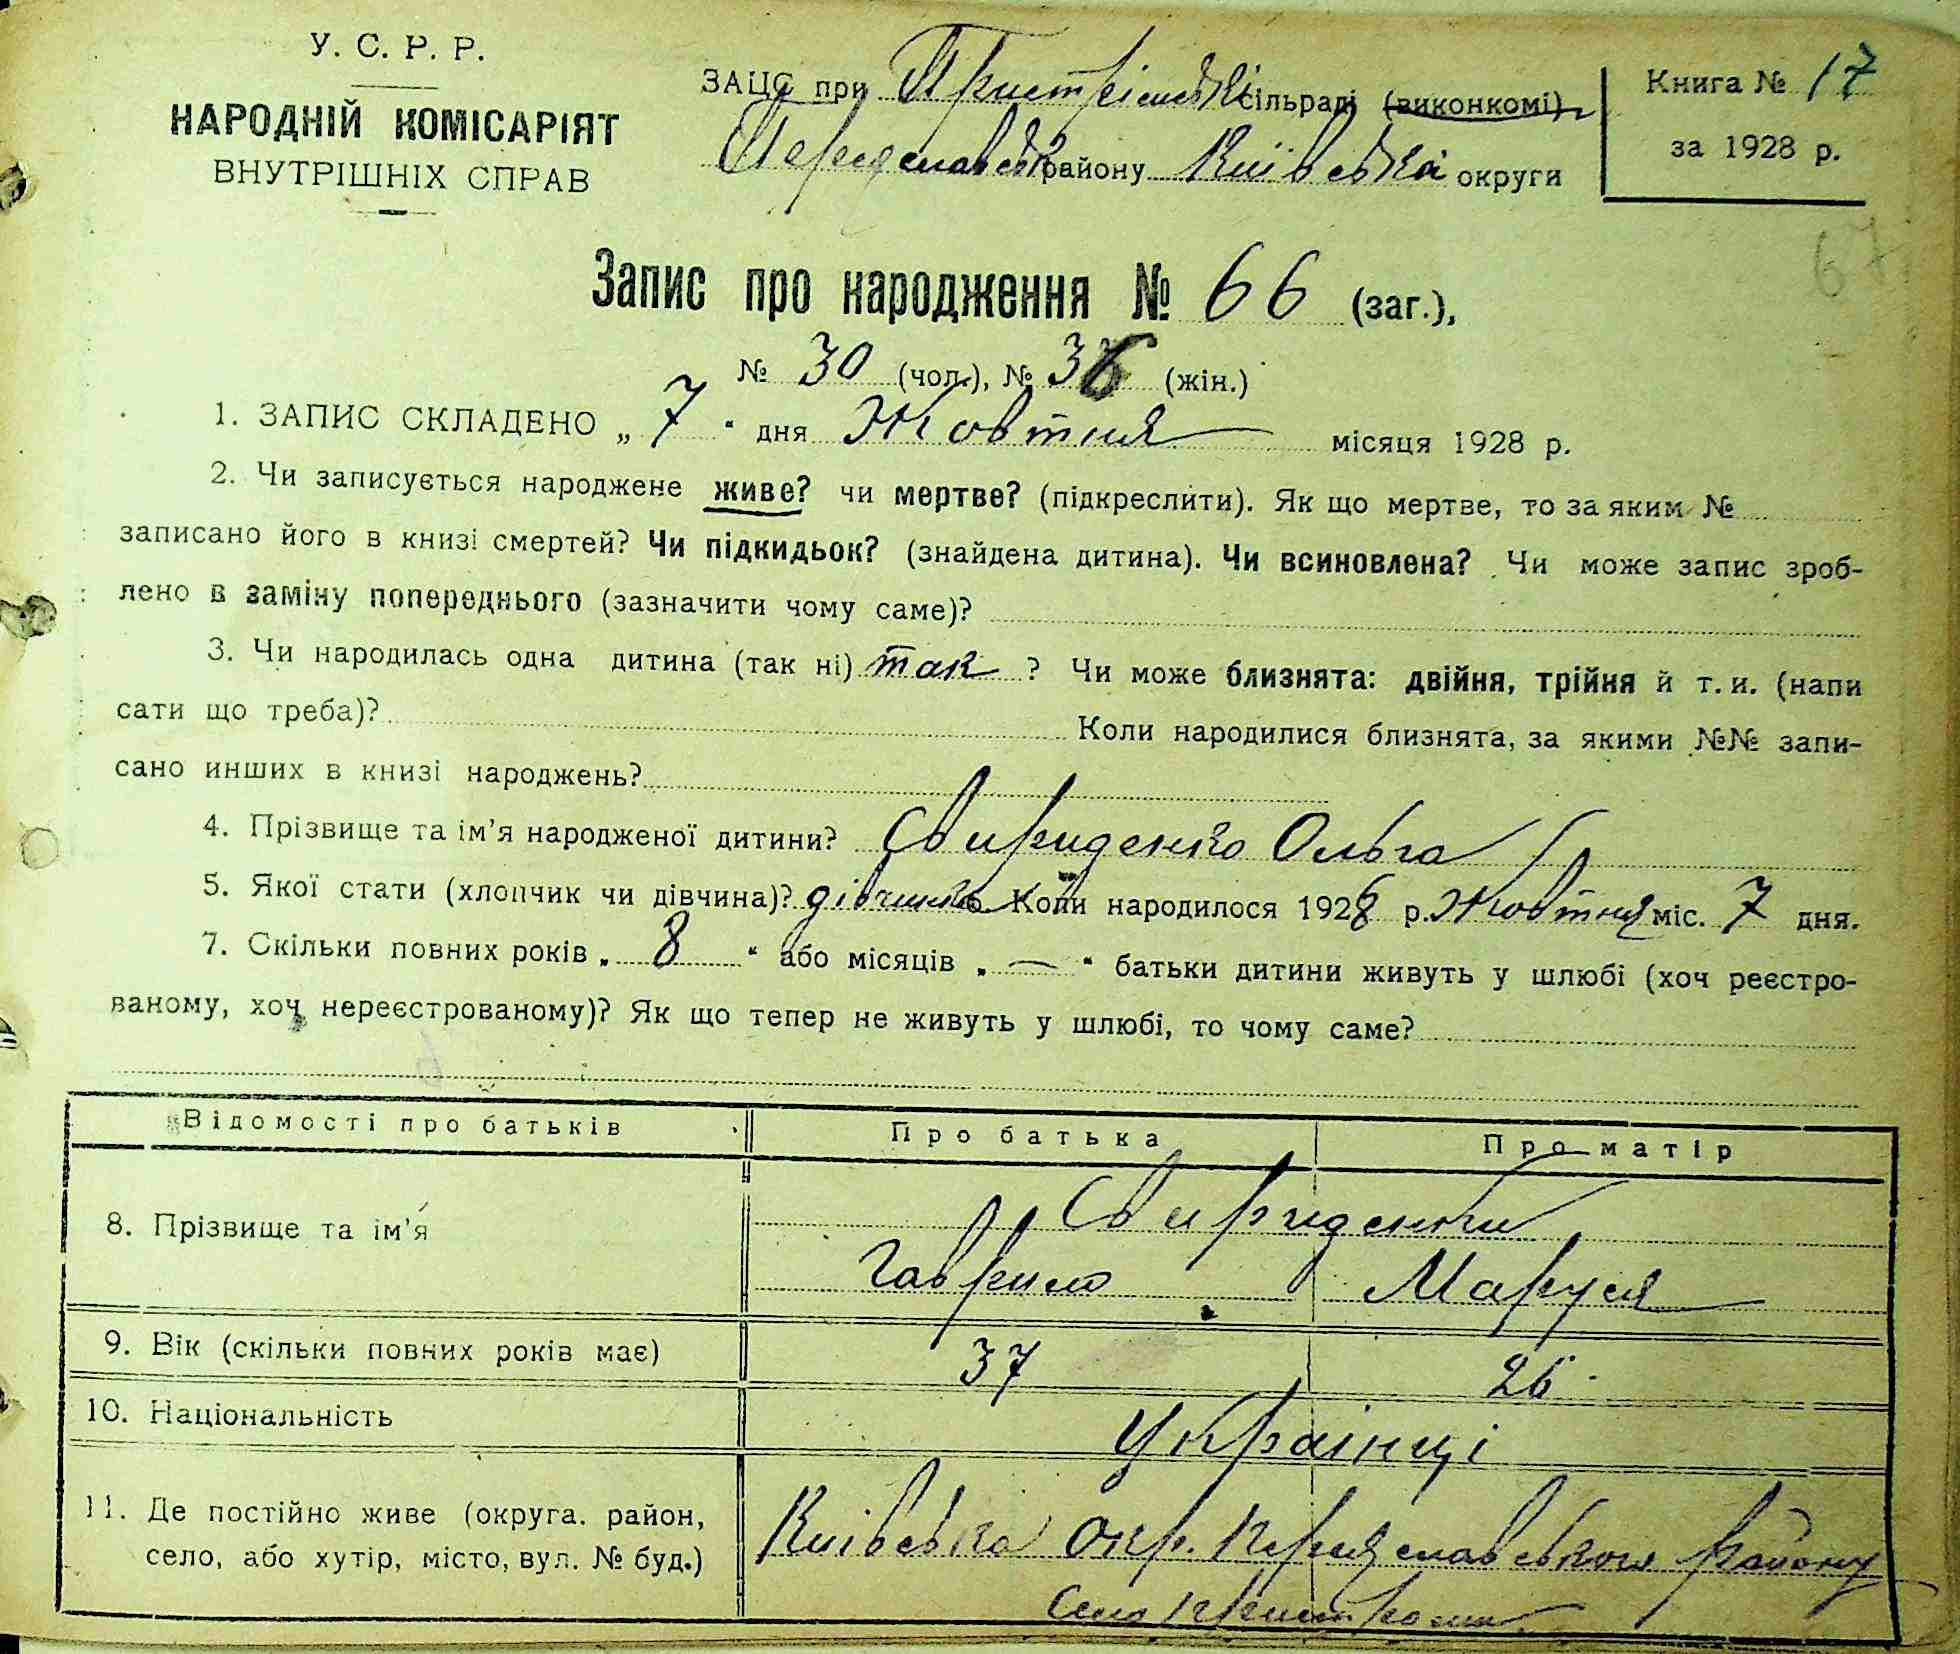 У. С. Р. Р.
НАРОДНІЙ КОМІСАРІЯТ
ВНУТРІШНІХ СПРАВ
ЗАЦС при Пристрімській сільраді (виконкомі)
Переяславськ району Київської округи
Книга № 17
за 1928 р.
67
Запис про народження № 66 (заг.),
№ 30 (чол.), № 36 (жін.)
1. ЗАПИС СКЛАДЕНО „ 7 “ дня Жовтня місяця 1928 р.
2. Чи записується народжене живе? чи мертве? (підкреслити). Як що мертве, то за яким №
записано його в книзі смертей? Чи підкидьок? (знайдена дитина). Чи всиновлена? Чи може запис зроб-
лено в заміну попереднього (зазначити чому саме)?
3. Чи народилась одна дитина (так ні) так ? Чи може близнята: двійня, трійня й т. и. (напи
сати що треба)? Коли народилися близнята, за якими №№ запи-
сано инших в книзі народжень?
4. Прізвище та ім’я народженої дитини? Свириденко Ольга
5. Якої стати (хлопчик чи дівчина)? дівчинка Коли народилося 1928 р. Жовтня міс. 7 дня.
7. Скільки повних років „ 8 “ або місяців „ — “ батьки дитини живуть у шлюбі (хоч реєстро-
ваному, хоч нереєстрованому)? Як що тепер не живуть у шлюбі, то чому саме?
Відомості про батьків Про батька Про матір
8. Прізвище та ім’я Свириденки
Гаврило Маруся
9. Вік (скільки повних років має) 37 26
10. Національність Українці
11. Де постійно живе (округа. район,
село, або хутір, місто, вул. № буд.)
Київська окр. Переяславського району
Село Пристроми